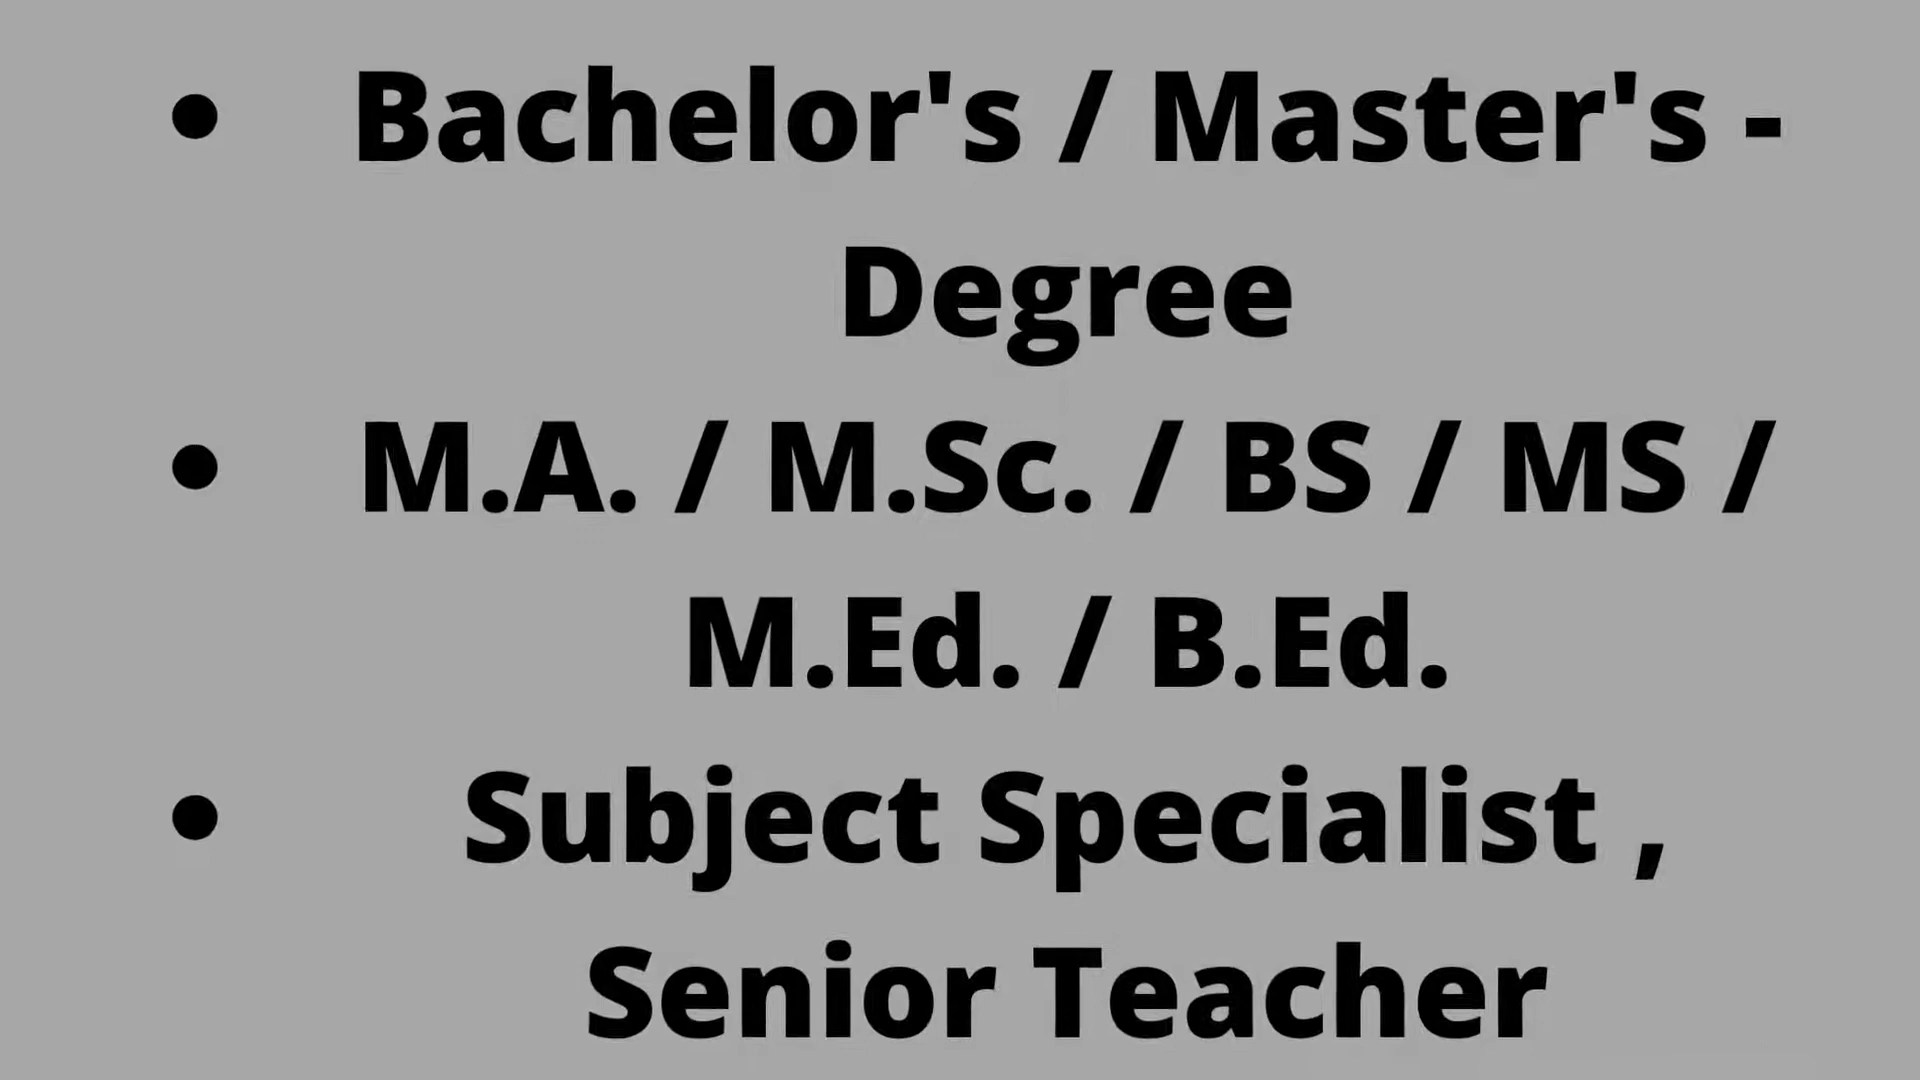 • Bachelor's / Master's -
Degree
• M.A. / M.Sc. / BS / MS /
M.Ed. / B.Ed.
• Subject Specialist ,
Senior Teacher